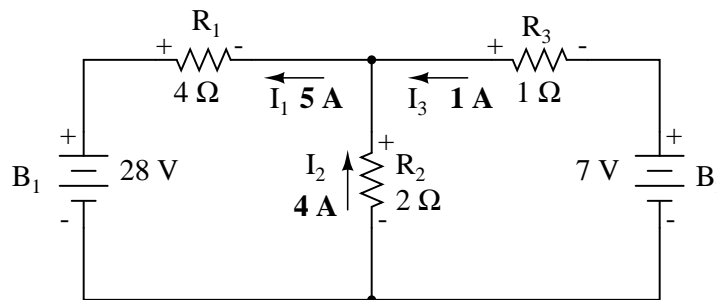 R₁
R₃
+ -
+ -
4 Ω
I₁ 5 A
I₃ 1 A
1 Ω
+
+
+
B₁
28 V
I₂
R₂
7 V
B
4 A
2 Ω
-
-
-